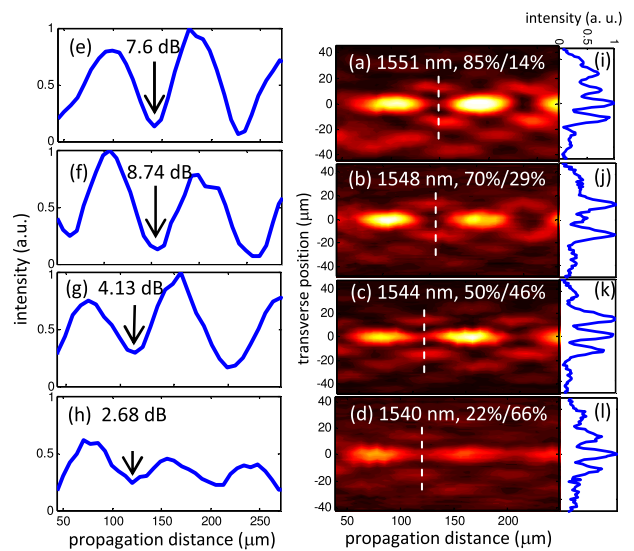 intensity (a. u.)
0 0.5 1
(e) 7.6 dB
1
0.5
0
(f) 8.74 dB
1
0.5
0
(g) 4.13 dB
1
0.5
0
(h) 2.68 dB
1
0.5
0
50 100 150 200 250
propagation distance (μm)
intensity (a.u.)
(a) 1551 nm, 85%/14%
40
20
0
-20
-40
(i)
(b) 1548 nm, 70%/29%
40
20
0
-20
-40
(j)
(c) 1544 nm, 50%/46%
40
20
0
-20
-40
(k)
(d) 1540 nm, 22%/66%
40
20
0
-20
-40
(l)
50 100 150 200 250
propagation distance (μm)
transverse position (μm)